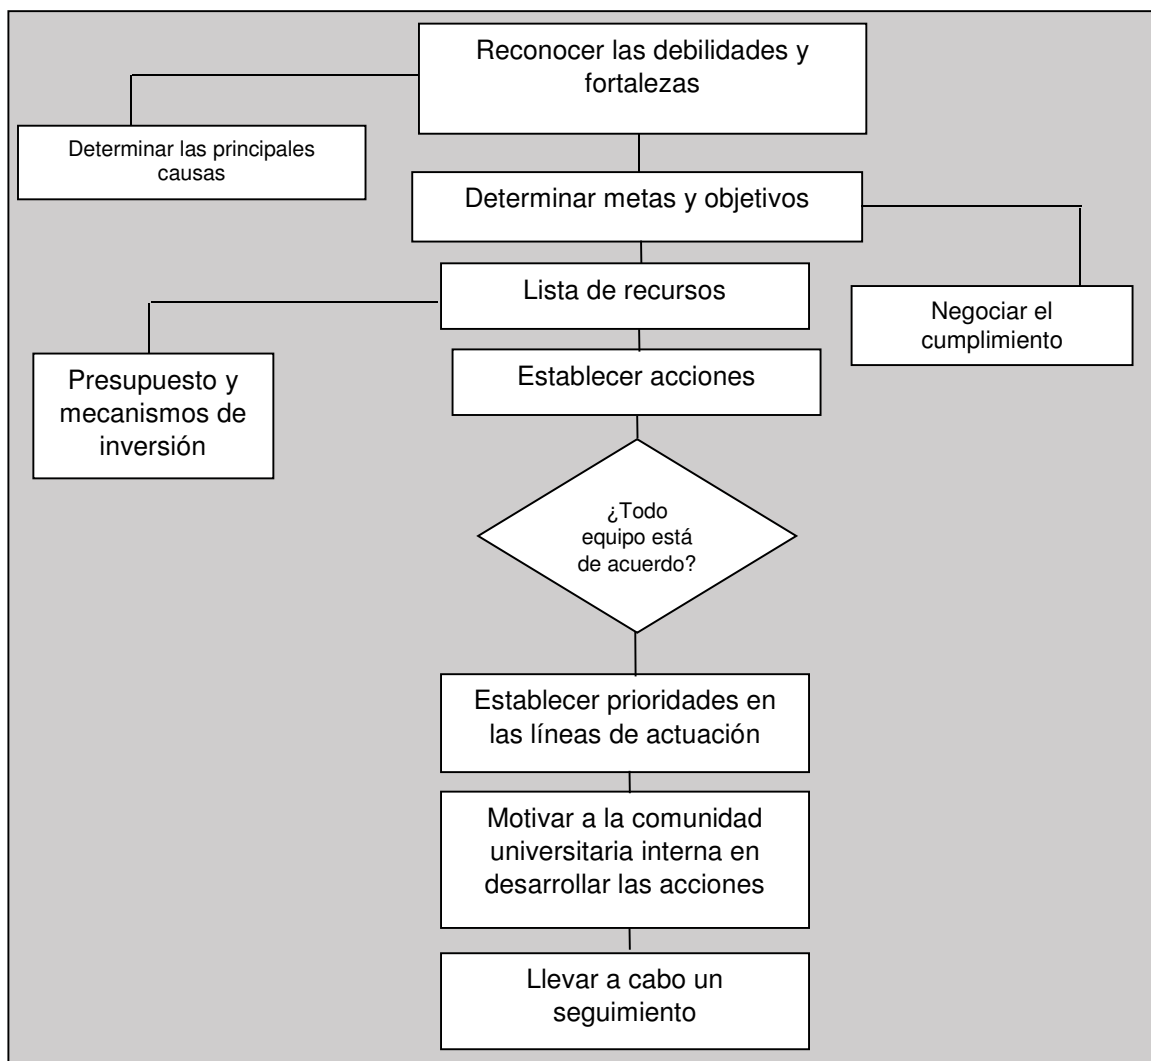 Reconocer las debilidades y
fortalezas
Determinar las principales
causas
Determinar metas y objetivos
Lista de recursos
Negociar el
cumplimiento
Presupuesto y
mecanismos de
inversión
Establecer acciones
¿Todo
equipo está
de acuerdo?
Establecer prioridades en
las líneas de actuación
Motivar a la comunidad
universitaria interna en
desarrollar las acciones
Llevar a cabo un
seguimiento